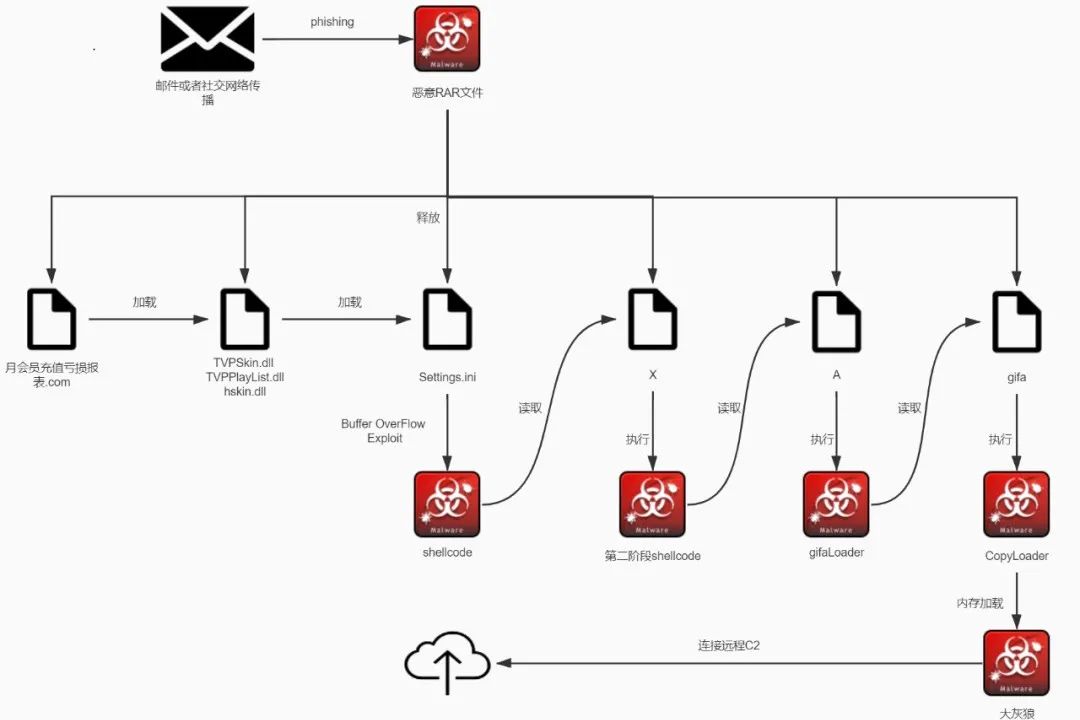 phishing
Malware
邮件或者社交网络传
播
恶意RAR文件
释放
加载
加载
月会员充值亏损报
表.com
TVPSkin.dll
TVPPlayList.dll
hskin.dll
Settings.ini
X
A
gifa
Buffer OverFlow
Exploit
读取
执行
读取
执行
读取
执行
Malware
Malware
Malware
Malware
shellcode
第二阶段shellcode
gifaLoader
CopyLoader
内存加载
连接远程C2
Malware
大灰狼